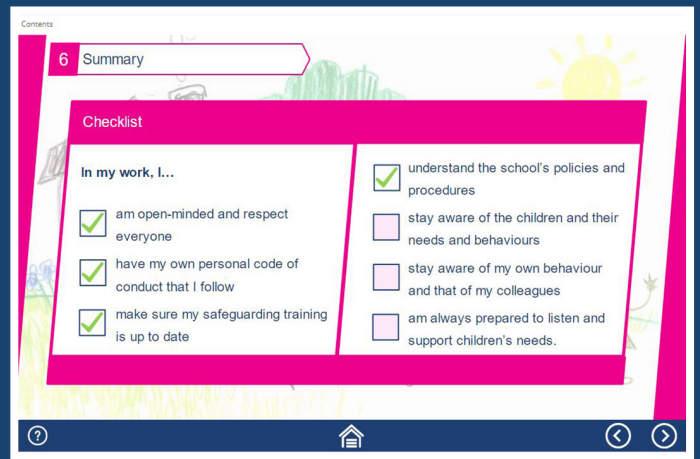 Contents
6 Summary
Checklist
In my work, I...
am open-minded and respect
everyone
have my own personal code of
conduct that I follow
make sure my safeguarding training
is up to date
understand the school's policies and
procedures
stay aware of the children and their
needs and behaviours
stay aware of my own behaviour
and that of my colleagues
am always prepared to listen and
support children's needs.
?